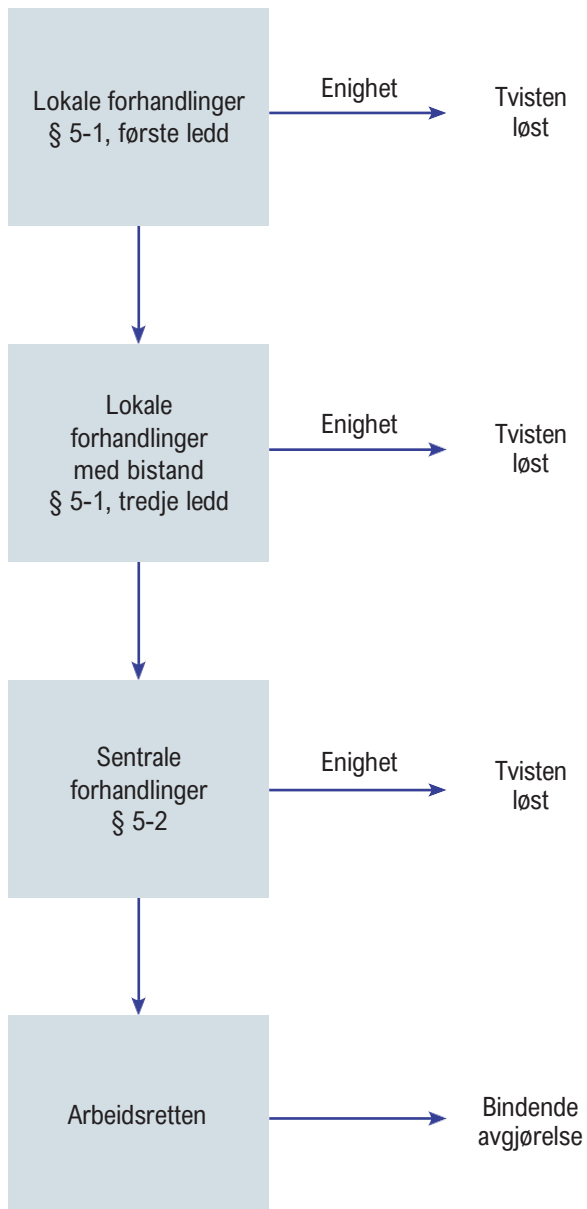 Lokale forhandlinger
§ 5-1, første ledd
Enighet
Tvisten
løst
Lokale
forhandlinger
med bistand
§ 5-1, tredje ledd
Enighet
Tvisten
løst
Sentrale
forhandlinger
§ 5-2
Enighet
Tvisten
løst
Arbeidsretten
Bindende
avgjørelse